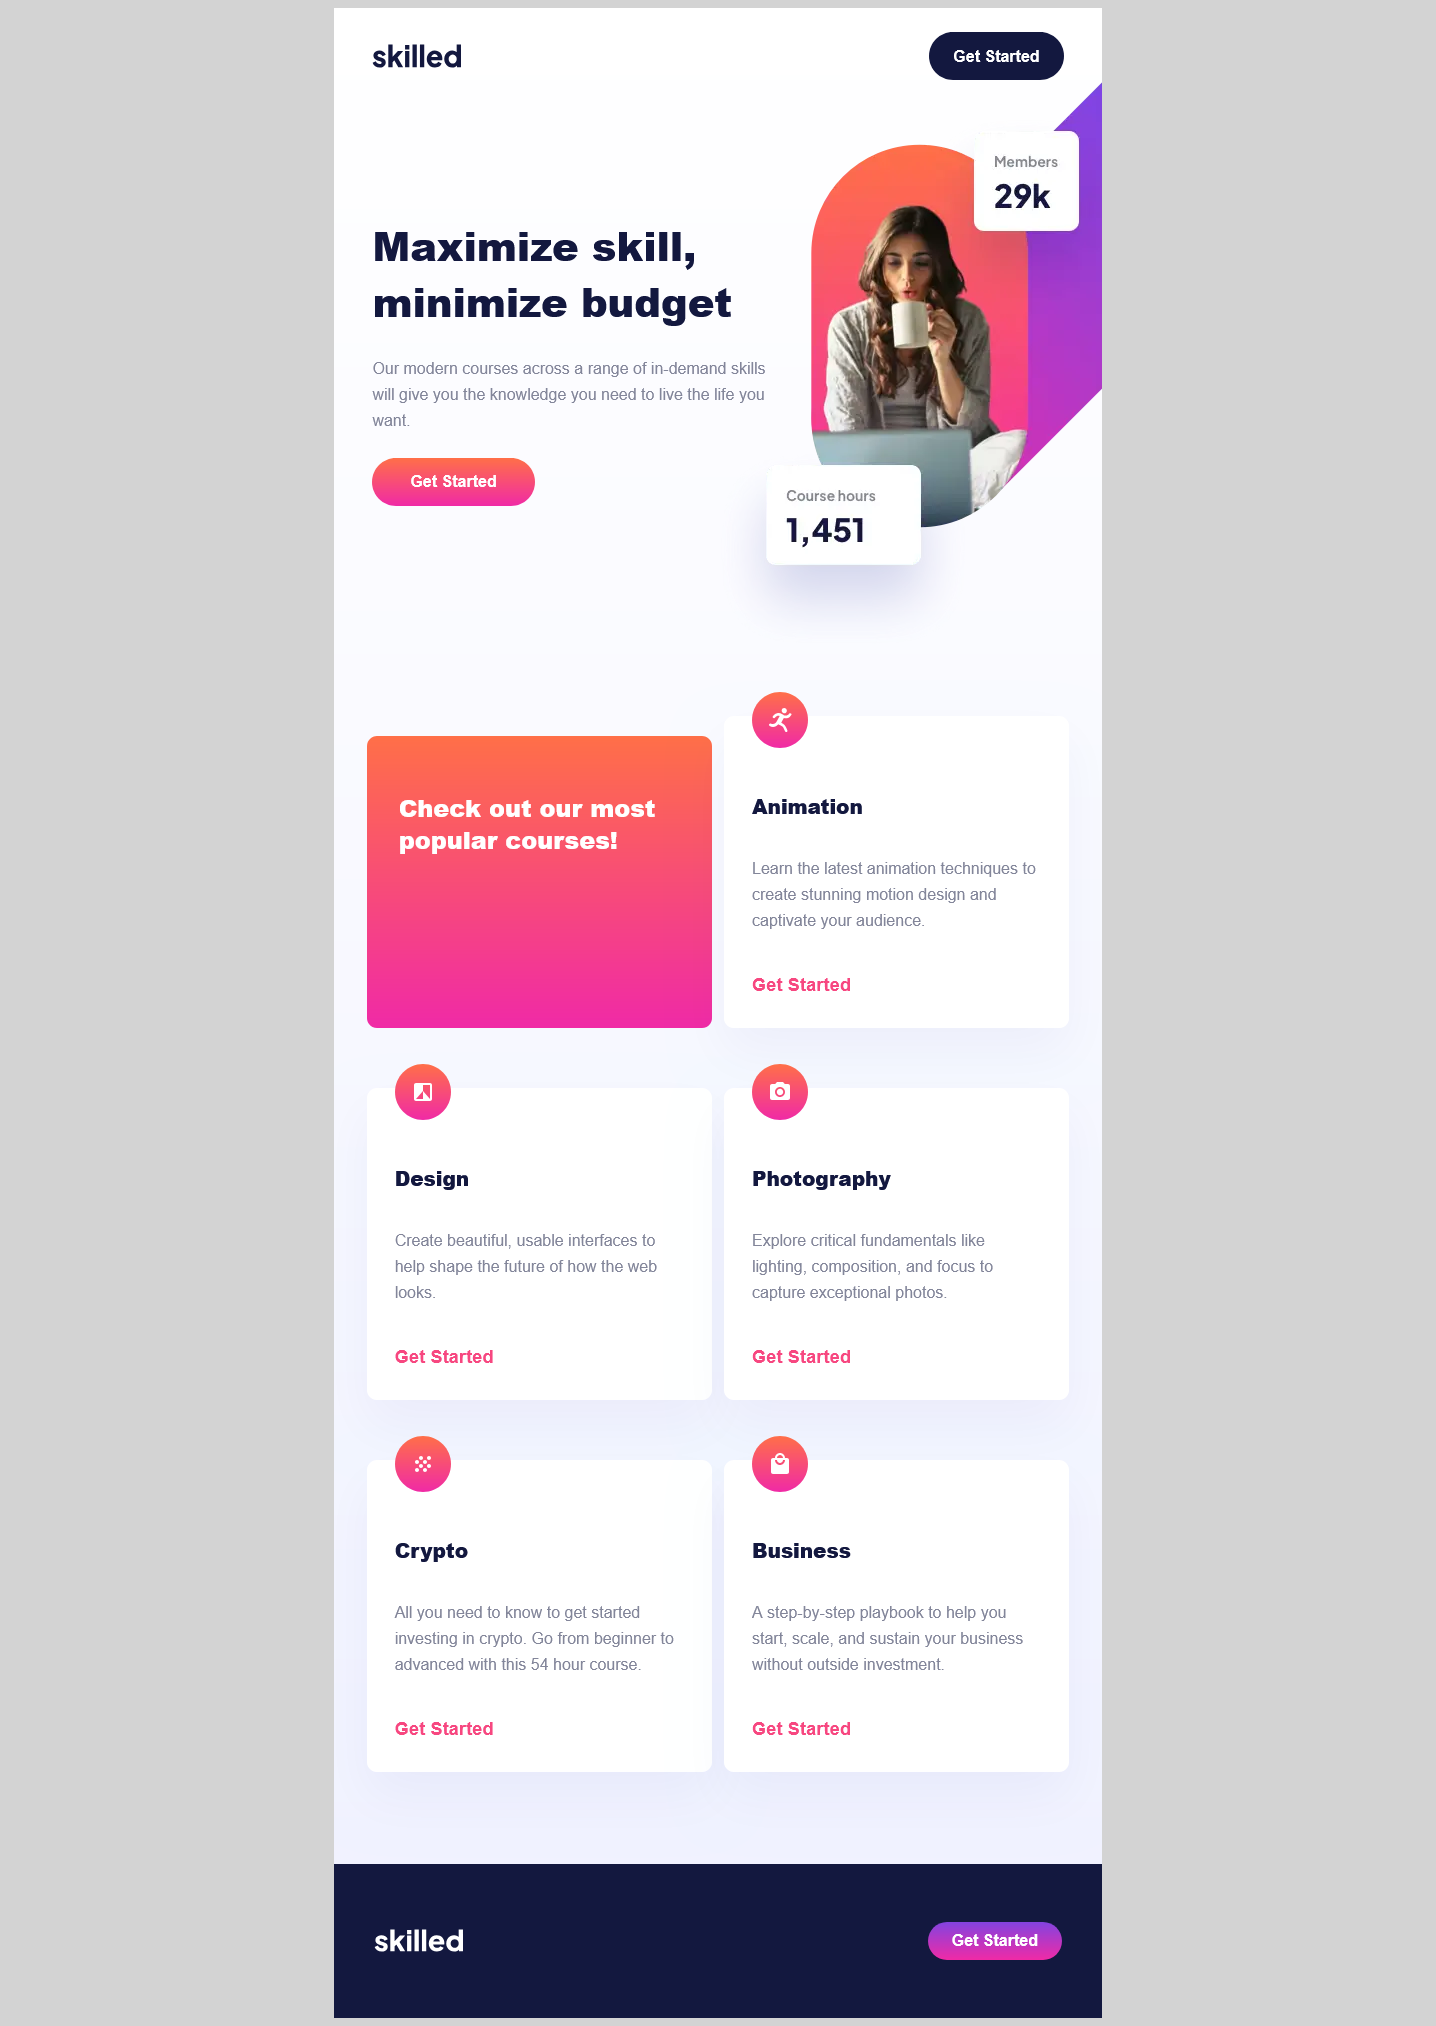 skilled
Get Started
Members
29k
Maximize skill,
minimize budget
Our modern courses across a range of in-demand skills
will give you the knowledge you need to live the life you
want.
Get Started
Course hours
1,451
Check out our most
popular courses!
Animation
Learn the latest animation techniques to
create stunning motion design and
captivate your audience.
Get Started
Design
Create beautiful, usable interfaces to
help shape the future of how the web
looks.
Get Started
Photography
Explore critical fundamentals like
lighting, composition, and focus to
capture exceptional photos.
Get Started
Crypto
All you need to know to get started
investing in crypto. Go from beginner to
advanced with this 54 hour course.
Get Started
Business
A step-by-step playbook to help you
start, scale, and sustain your business
without outside investment.
Get Started
skilled
Get Started